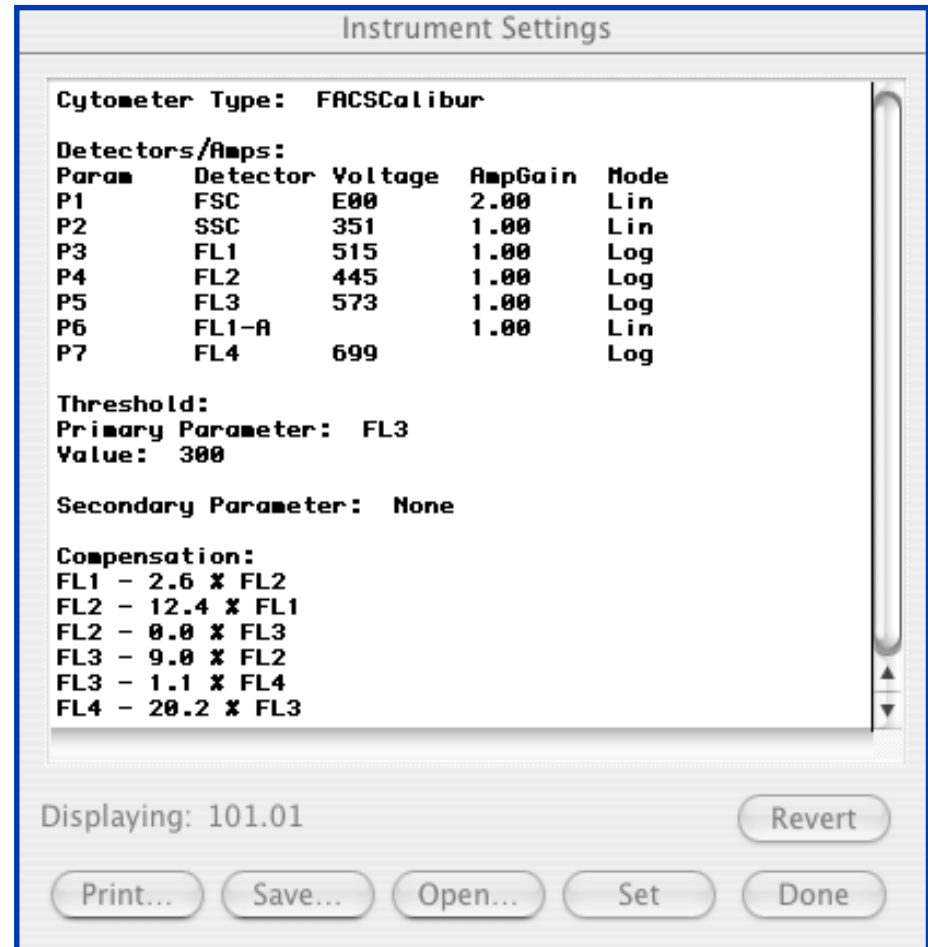 Instrument Settings
Cytometer Type: FACSCalibur
Detectors/Amps:
Param Detector Voltage AmpGain Mode
P1 FSC E00 2.00 Lin
P2 SSC 351 1.00 Lin
P3 FL1 515 1.00 Log
P4 FL2 445 1.00 Log
P5 FL3 573 1.00 Log
P6 FL1-A 1.00 Lin
P7 FL4 699 Log
Threshold:
Primary Parameter: FL3
Value: 300
Secondary Parameter: None
Compensation:
FL1 - 2.6 % FL2
FL2 - 12.4 % FL1
FL2 - 0.0 % FL3
FL3 - 9.0 % FL2
FL3 - 1.1 % FL4
FL4 - 20.2 % FL3
Displaying: 101.01 Revert
Print... Save... Open... Set Done